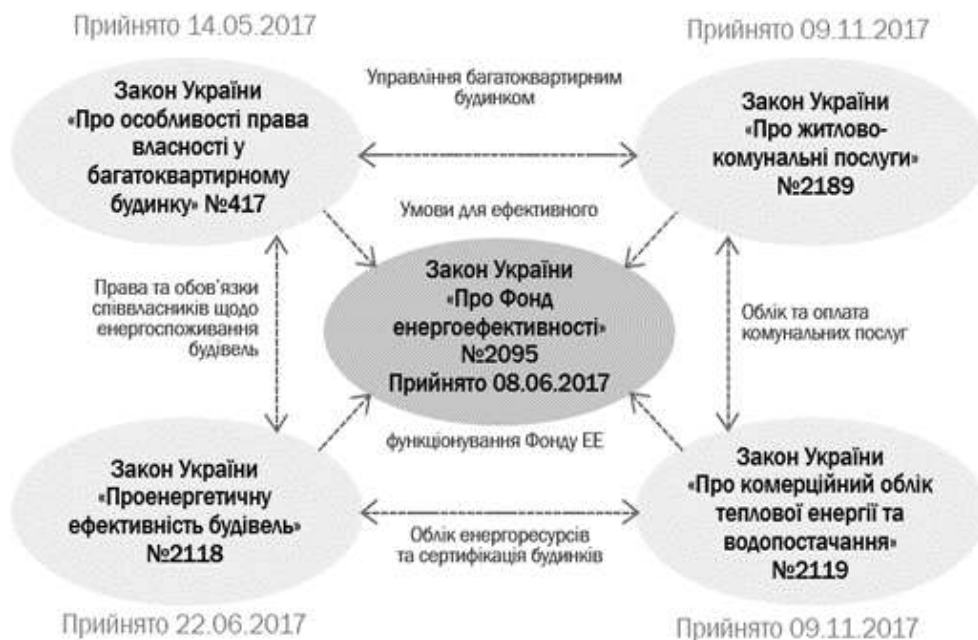 Прийнято 14.05.2017
Прийнято 09.11.2017
Закон України
«Про особливості права
власності у
багатоквартирному
будинку» №417
Управління багатоквартирним
будинком
Закон України
«Про житлово-
комунальні послуги»
№2189
Умови для ефективного
Права та обов’язки
співвласників щодо
енергоспоживання
будівель
Закон України
«Про Фонд
енергоефективності»
№2095
Прийнято 08.06.2017
Облік та оплата
комунальних послуг
функціонування Фонду ЕЕ
Закон України
«Проенергетичну
ефективність будівель»
№2118
Облік енергоресурсів
та сертифікація будинків
Закон України
«Про комерційний облік
теплової енергії та
водопостачання»
№2119
Прийнято 22.06.2017
Прийнято 09.11.2017